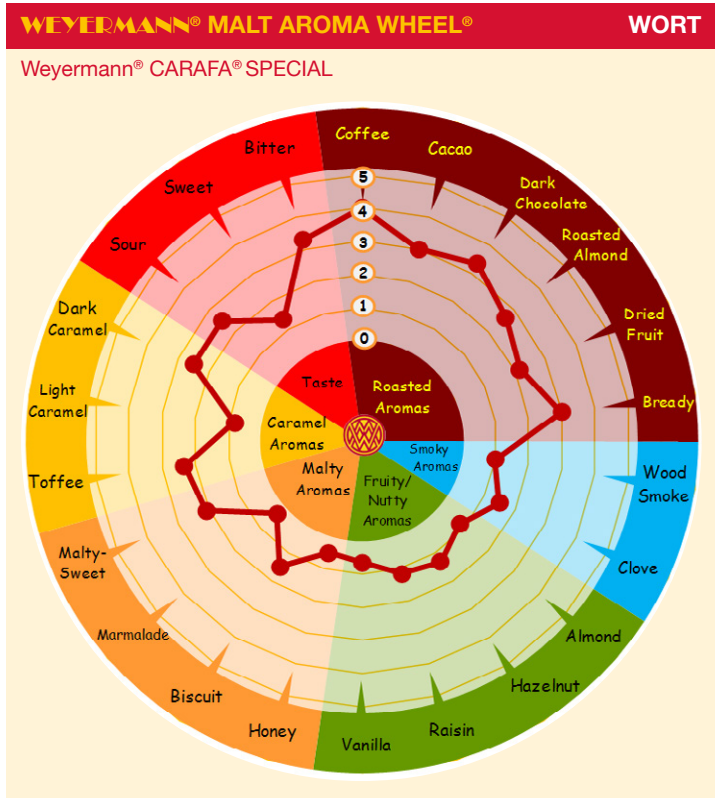 WEYERMANN® MALT AROMA WHEEL®
WORT
Weyermann® CARAFA® SPECIAL
Coffee
Cacao
Dark
Chocolate
Roasted
Almond
Dried
Fruit
Bready
Wood
Smoke
Clove
Almond
Hazelnut
Raisin
Vanilla
Honey
Biscuit
Marmalade
Malty-
Sweet
Toffee
Light
Caramel
Dark
Caramel
Sour
Sweet
Bitter
5
4
3
2
1
0
Taste
Roasted
Aromas
Caramel
Aromas
Smoky
Aromas
Malty
Aromas
Fruity/
Nutty
Aromas